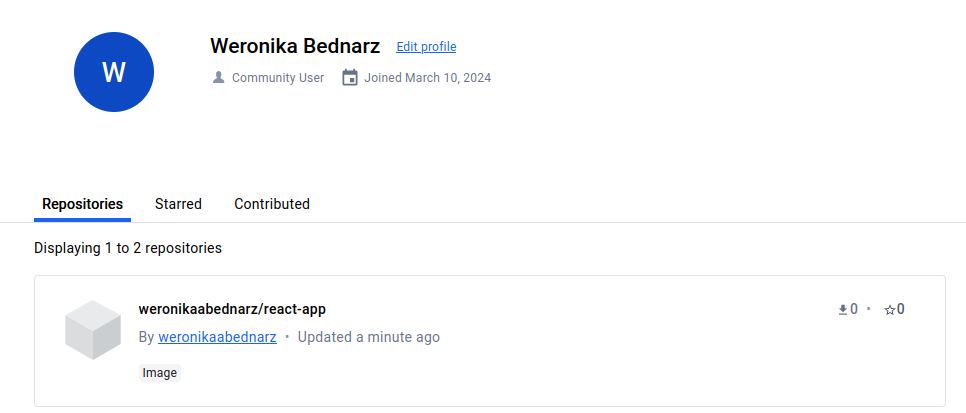 W
Weronika Bednarz Edit profile
Community User Joined March 10, 2024
Repositories Starred Contributed
Displaying 1 to 2 repositories
weronikaabednarz/react-app 0 • 0
By weronikaabednarz • Updated a minute ago
Image